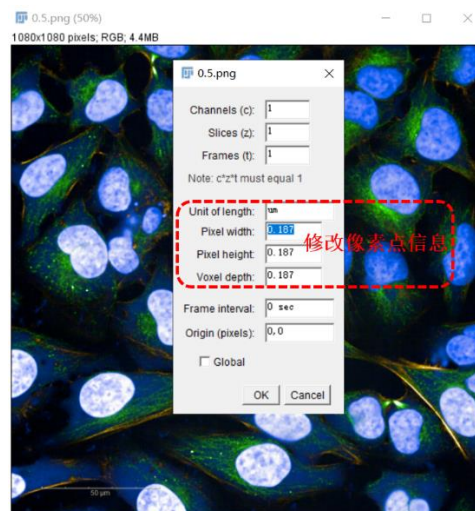 0.5.png (50%)
1080x1080 pixels; RGB; 4.4MB
0.5.png
Channels (c): 1
Slices (z): 1
Frames (t): 1
Note: c*z*t must equal 1
Unit of length: um
Pixel width: 0.187
修改像素点信息
Pixel height: 0.187
Voxel depth: 0.187
Frame interval: 0 sec
Origin (pixels): 0,0
Global
OK Cancel
50 μm